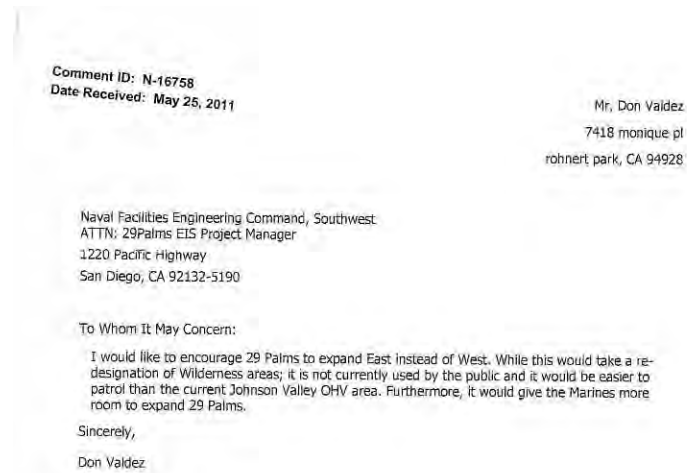 Comment ID: N-16758
Date Received: May 25, 2011
Mr. Don Valdez
7418 monique pl
rohnert park, CA 94928
Naval Facilities Engineering Command, Southwest
ATTN: 29Palms EIS Project Manager
1220 Pacific Highway
San Diego, CA 92132-5190
To Whom It May Concern:
I would like to encourage 29 Palms to expand East instead of West. While this would take a re-
designation of Wilderness areas; it is not currently used by the public and it would be easier to
patrol than the current Johnson Valley OHV area. Furthermore, it would give the Marines more
room to expand 29 Palms.
Sincerely,
Don Valdez